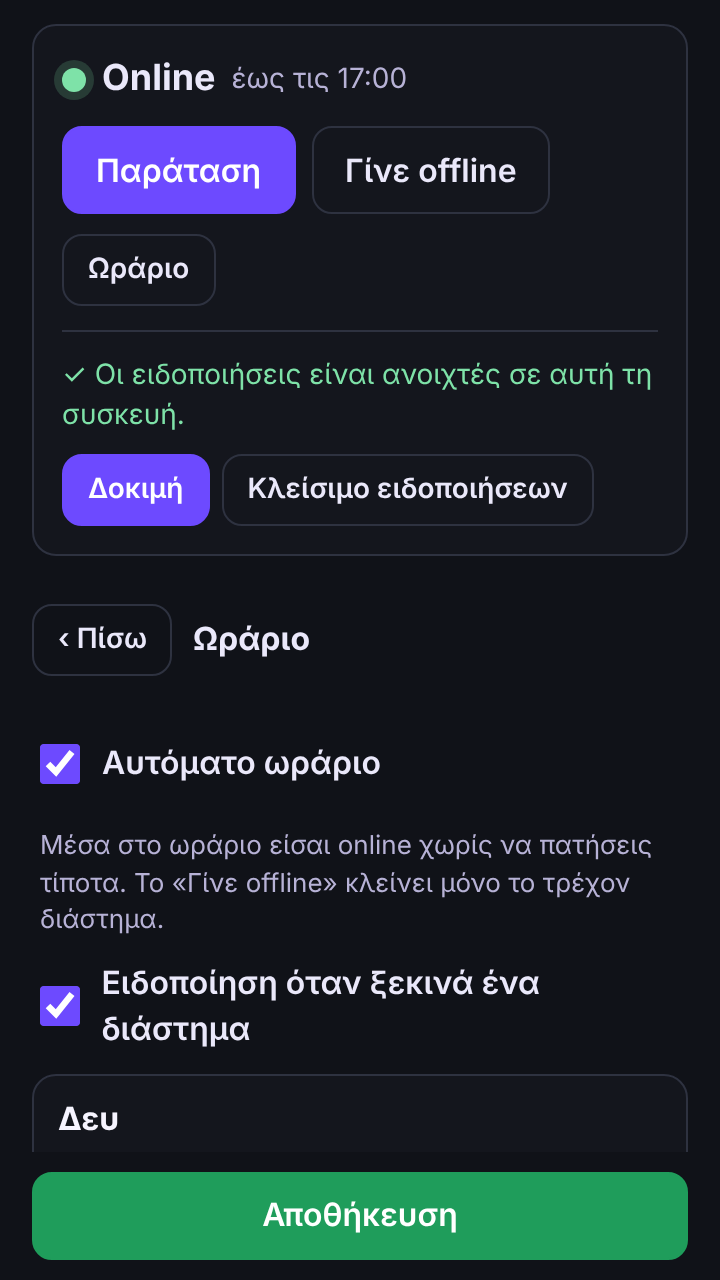 Online έως τις 17:00
Παράταση Γίνε offline
Ωράριο
✓ Οι ειδοποιήσεις είναι ανοιχτές σε αυτή τη
συσκευή.
Δοκιμή Κλείσιμο ειδοποιήσεων
‹ Πίσω Ωράριο
Αυτόματο ωράριο
Μέσα στο ωράριο είσαι online χωρίς να πατήσεις
τίποτα. Το «Γίνε offline» κλείνει μόνο το τρέχον
διάστημα.
Ειδοποίηση όταν ξεκινά ένα
διάστημα
Δευ
Αποθήκευση